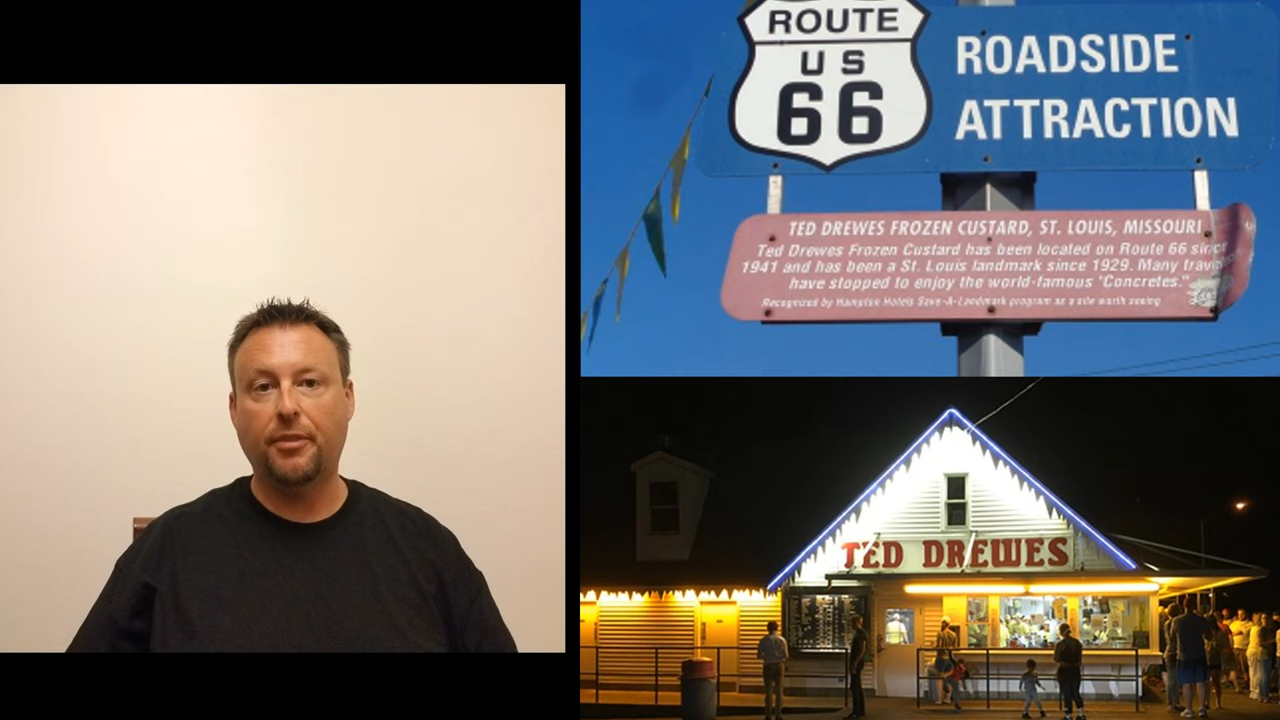 ROUTE
U S
66
ROADSIDE
ATTRACTION
TED DREWES FROZEN CUSTARD, ST. LOUIS, MISSOURI
Ted Drewes Frozen Custard has been located on Route 66 since
1941 and has been a St. Louis landmark since 1929. Many
have stopped to enjoy the world-famous "Concretes."
Recognized by Hampton Hotels Save-A-Landmark program as a site worth seeing
TED DREWES